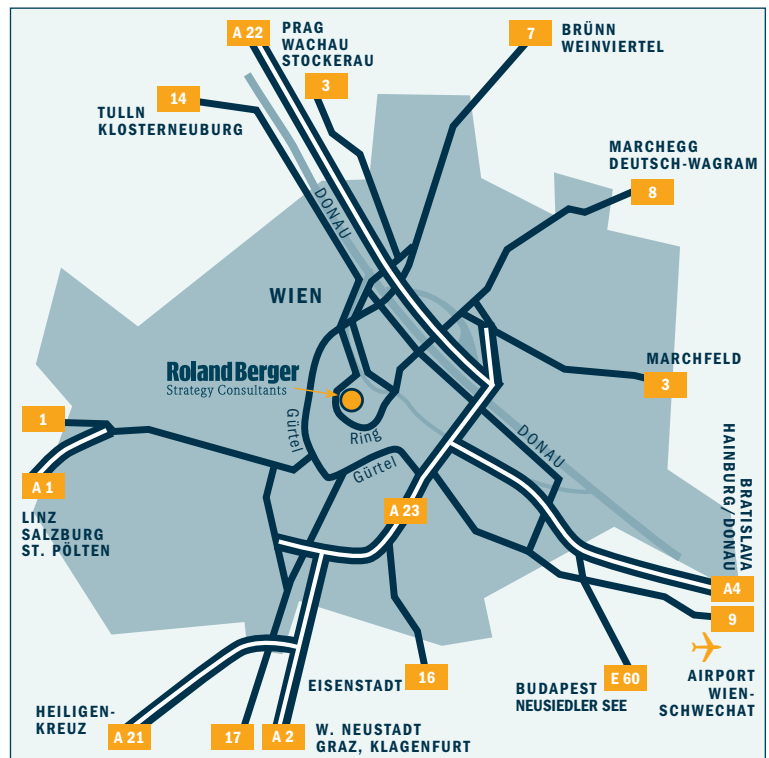 A 22
PRAG
WACHAU
STOCKERAU
3
7
BRÜNN
WEINVIERTEL
14
TULLN
KLOSTERNEUBURG
MARCHEGG
DEUTSCH-WAGRAM
8
DONAU
WIEN
Roland Berger
Strategy Consultants
MARCHFELD
3
1
A 1
LINZ
SALZBURG
ST. PÖLTEN
Gürtel
Ring
Gürtel
DONAU
A 23
HAINBURG/DONAU
BRATISLAVA
A4
9
AIRPORT
WIEN-
SCHWECHAT
EISENSTADT
16
BUDAPEST
NEUSIEDLER SEE
E 60
HEILIGEN-
KREUZ
A 21
17
A 2
W. NEUSTADT
GRAZ, KLAGENFURT